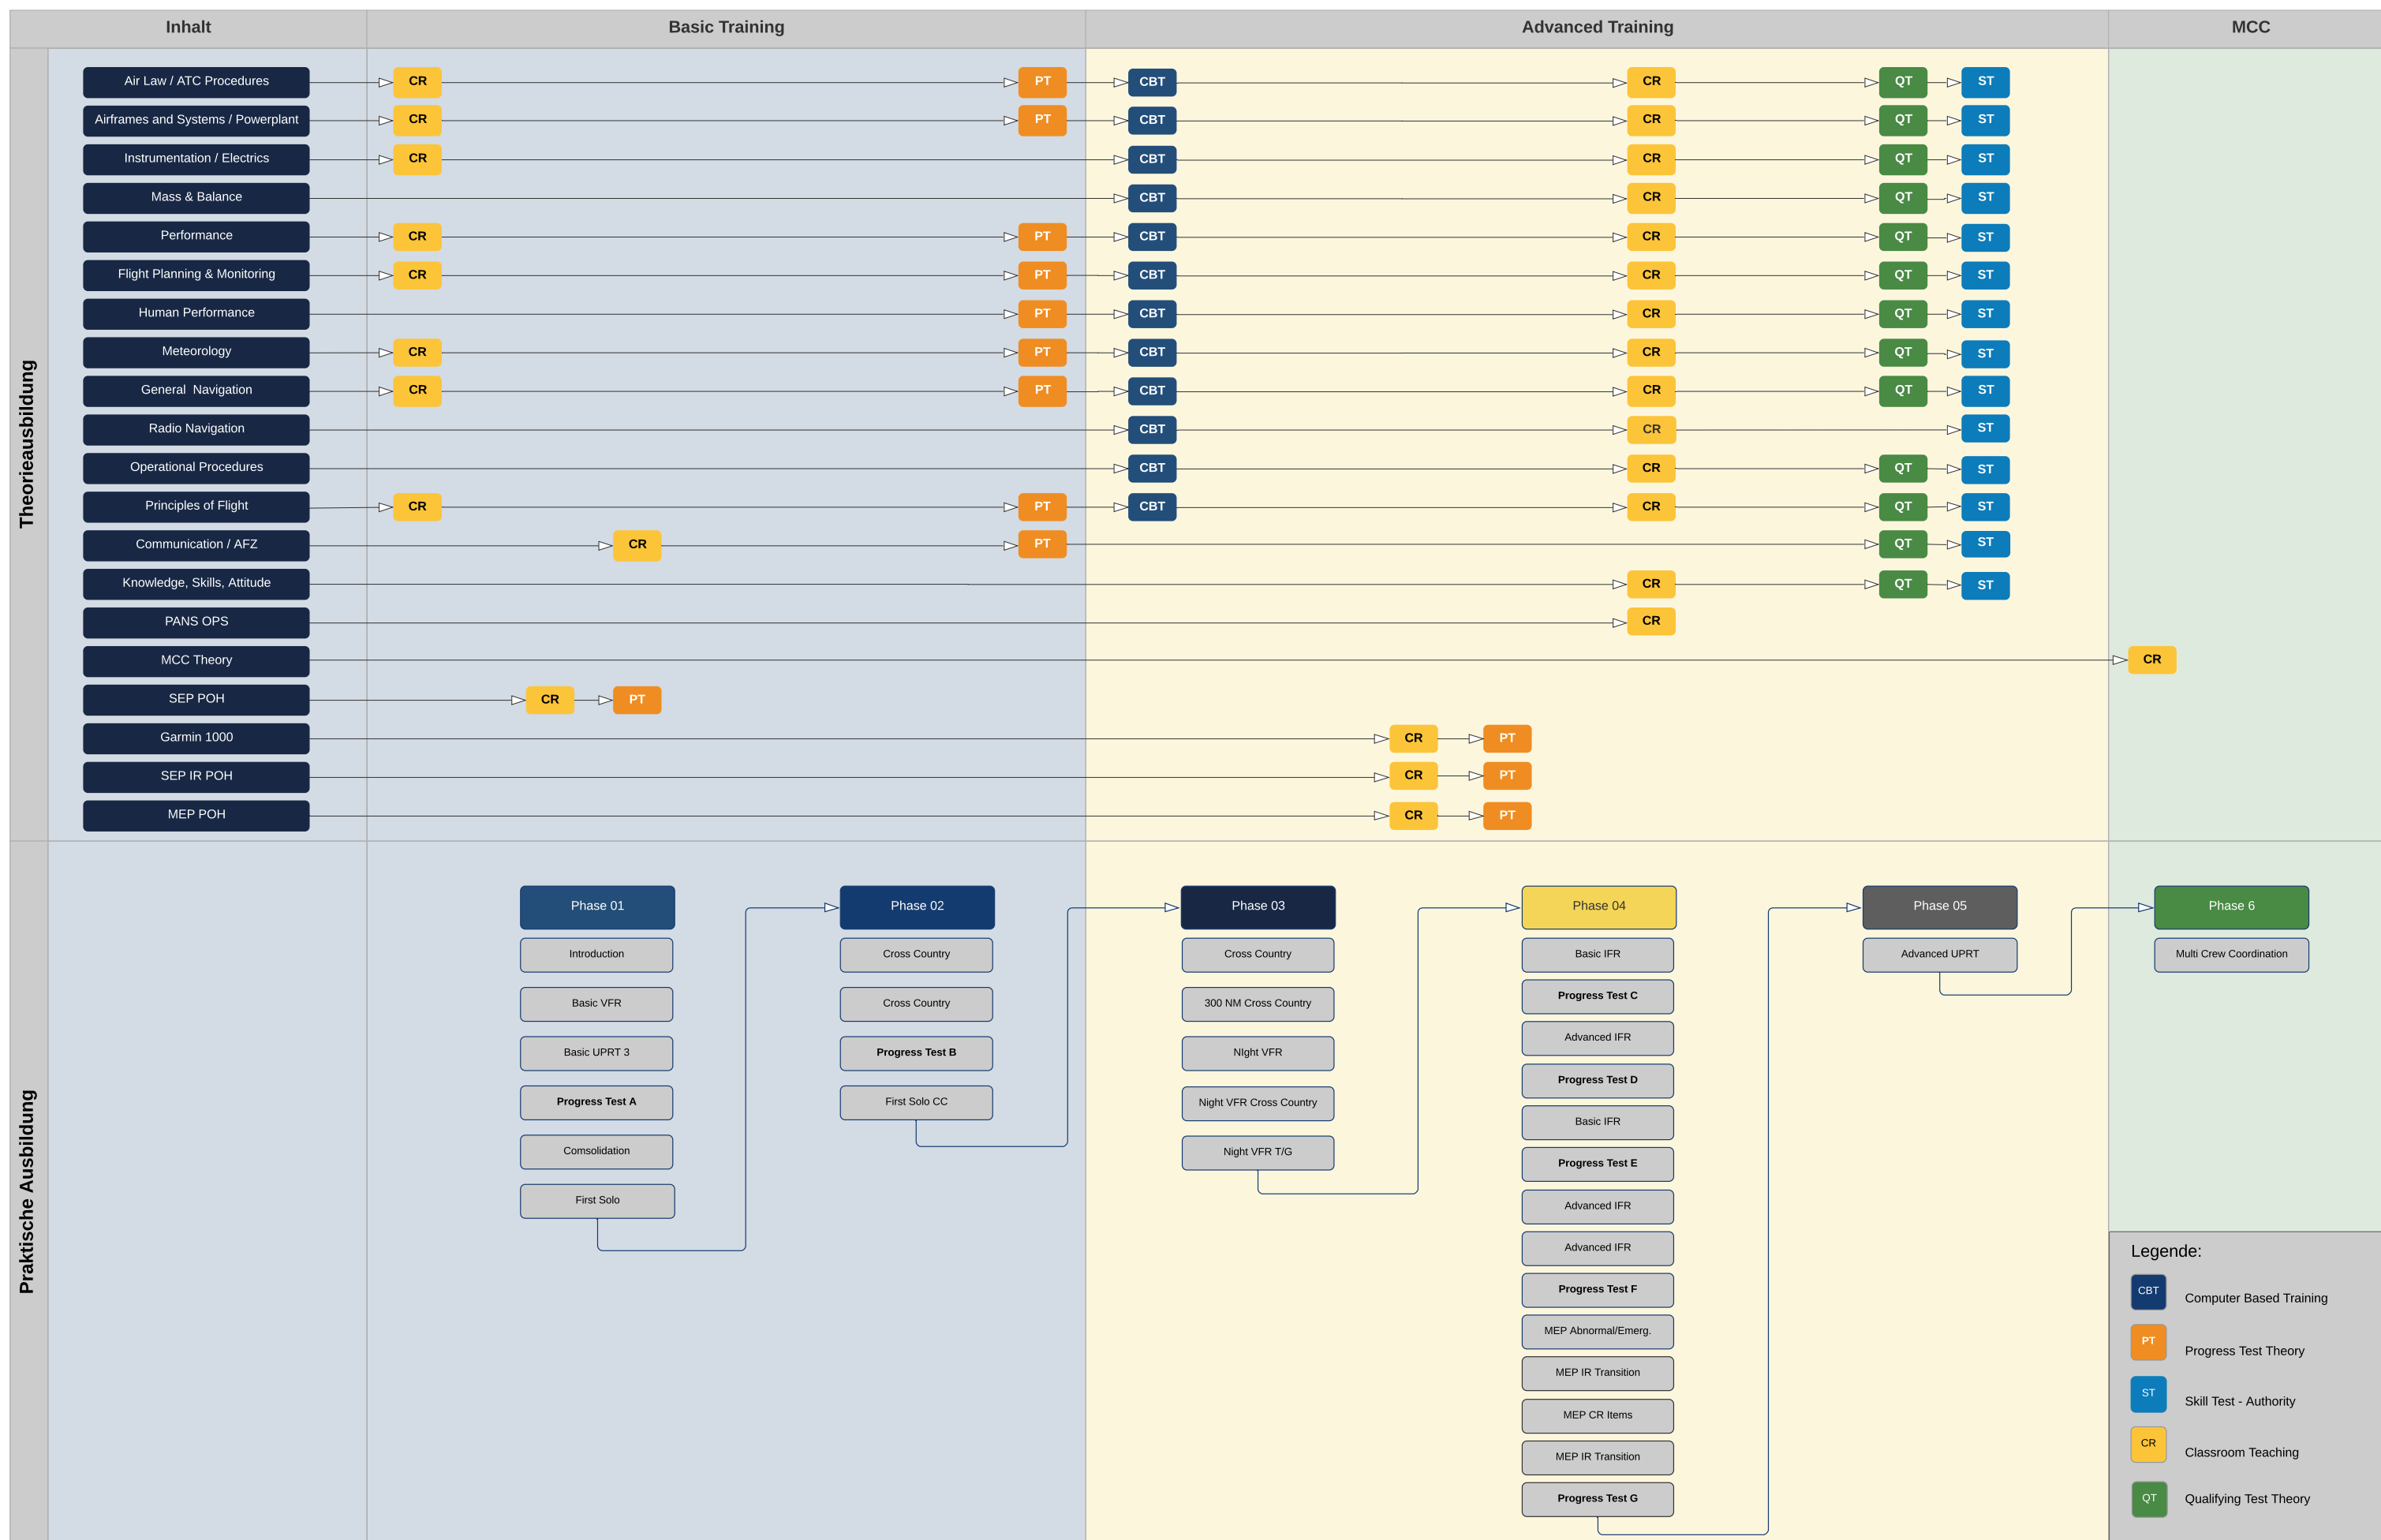 Inhalt
Basic Training
Advanced Training
MCC
Theorieausbildung
Air Law / ATC Procedures CR PT CBT CR QT ST
Airframes and Systems / Powerplant CR PT CBT CR QT ST
Instrumentation / Electrics CR CBT CR QT ST
Mass & Balance CBT CR QT ST
Performance CR PT CBT CR QT ST
Flight Planning & Monitoring CR PT CBT CR QT ST
Human Performance PT CBT CR QT ST
Meteorology CR PT CBT CR QT ST
General  Navigation CR PT CBT CR QT ST
Radio Navigation CBT CR ST
Operational Procedures CBT CR QT ST
Principles of Flight CR PT CBT CR QT ST
Communication / AFZ CR PT QT ST
Knowledge, Skills, Attitude CR QT ST
PANS OPS CR
MCC Theory CR
SEP POH CR PT
Garmin 1000 CR PT
SEP IR POH CR PT
MEP POH CR PT
Praktische Ausbildung
Phase 01
Introduction
Basic VFR
Basic UPRT 3
Progress Test A
Comsolidation
First Solo
Phase 02
Cross Country
Cross Country
Progress Test B
First Solo CC
Phase 03
Cross Country
300 NM Cross Country
NIght VFR
Night VFR Cross Country
Night VFR T/G
Phase 04
Basic IFR
Progress Test C
Advanced IFR
Progress Test D
Basic IFR
Progress Test E
Advanced IFR
Advanced IFR
Progress Test F
MEP Abnormal/Emerg.
MEP IR Transition
MEP CR Items
MEP IR Transition
Progress Test G
Phase 05
Advanced UPRT
Phase 6
Multi Crew Coordination
Legende:
CBT Computer Based Training
PT Progress Test Theory
ST Skill Test - Authority
CR Classroom Teaching
QT Qualifying Test Theory